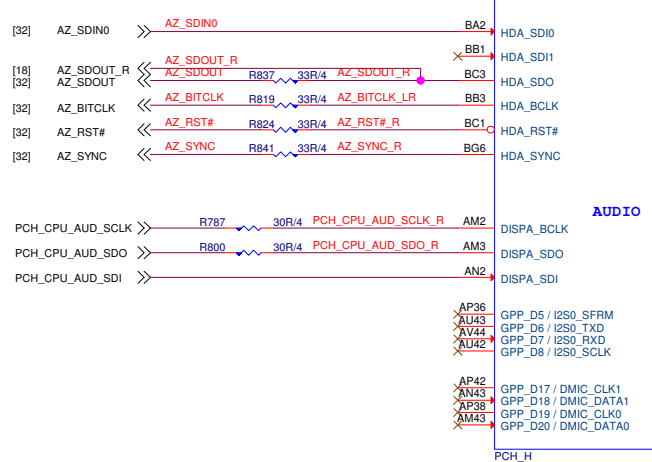 [32] AZ_SDIN0 AZ_SDIN0 BA2 HDA_SDI0
BB1 HDA_SDI1
[18] AZ_SDOUT_R AZ_SDOUT_R
[32] AZ_SDOUT AZ_SDOUT R837 33R/4 AZ_SDOUT_R BC3 HDA_SDO
[32] AZ_BITCLK AZ_BITCLK R819 33R/4 AZ_BITCLK_LR BB3 HDA_BCLK
[32] AZ_RST# AZ_RST# R824 33R/4 AZ_RST#_R BC1 HDA_RST#
[32] AZ_SYNC AZ_SYNC R841 33R/4 AZ_SYNC_R BG6 HDA_SYNC
AUDIO
PCH_CPU_AUD_SCLK R787 30R/4 PCH_CPU_AUD_SCLK_R AM2 DISPA_BCLK
PCH_CPU_AUD_SDO R800 30R/4 PCH_CPU_AUD_SDO_R AM3 DISPA_SDO
PCH_CPU_AUD_SDI AN2 DISPA_SDI
AP36 GPP_D5 / I2S0_SFRM
AU43 GPP_D6 / I2S0_TXD
AV44 GPP_D7 / I2S0_RXD
AU42 GPP_D8 / I2S0_SCLK
AP42 GPP_D17 / DMIC_CLK1
AN43 GPP_D18 / DMIC_DATA1
AP38 GPP_D19 / DMIC_CLK0
AM43 GPP_D20 / DMIC_DATA0
PCH_H